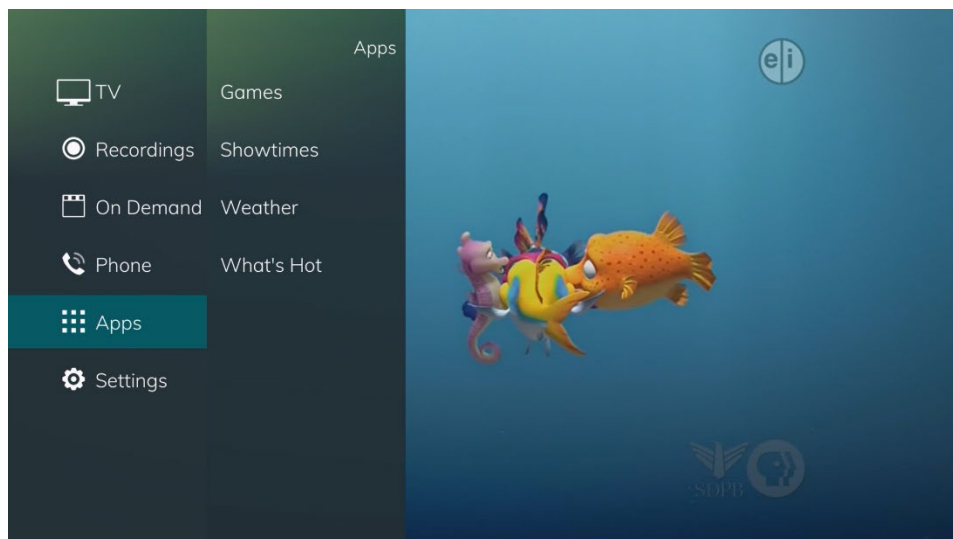 Apps
TV
Recordings
On Demand
Phone
Apps
Settings
Games
Showtimes
Weather
What's Hot
e|i
SDPB